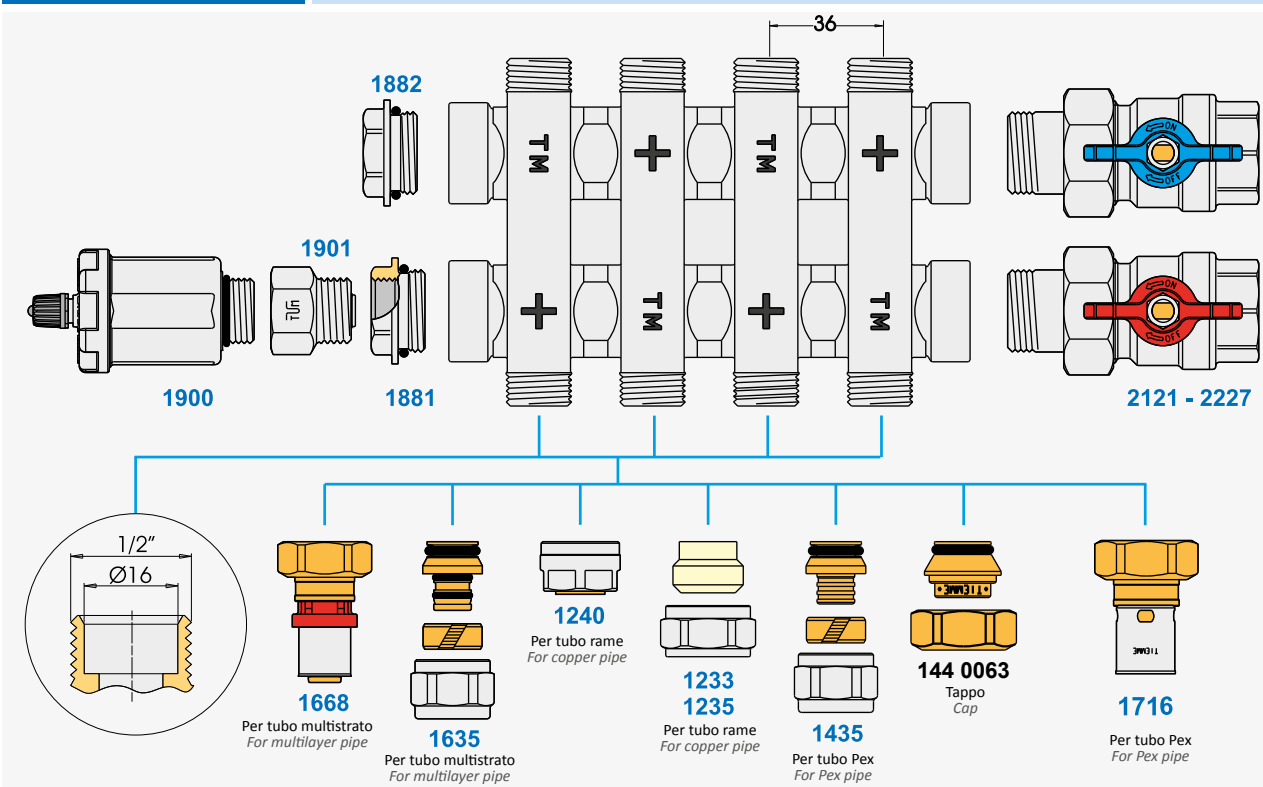 36
1882
TM
+
TM
+
ON
OFF
1901
1900
1881
+
TM
+
TM
ON
OFF
2121 - 2227
1/2”
Ø16
1668
Per tubo multistrato
For multilayer pipe
1635
Per tubo multistrato
For multilayer pipe
1240
Per tubo rame
For copper pipe
1233
1235
Per tubo rame
For copper pipe
1435
Per tubo Pex
For Pex pipe
TIEMME
144 0063
Tappo
Cap
TIEMME
1716
Per tubo Pex
For Pex pipe